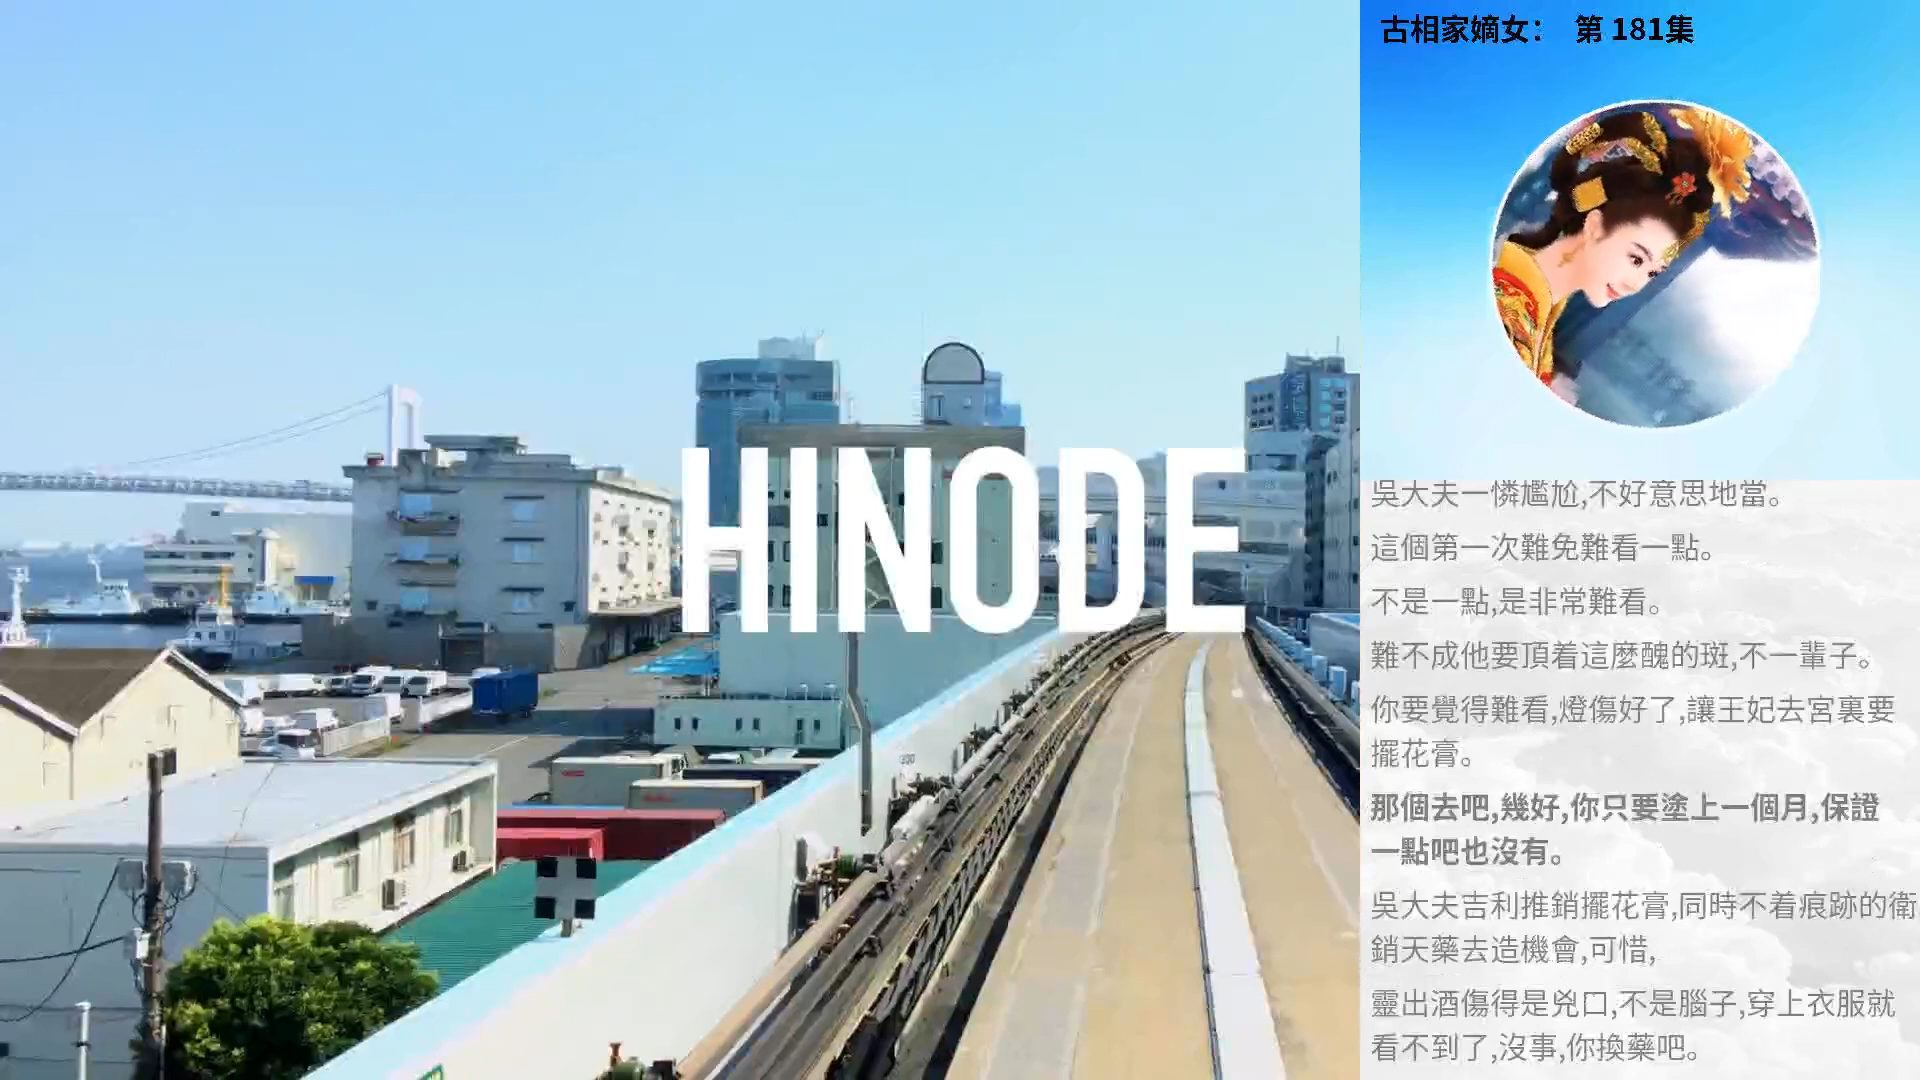 古相家嫡女： 第 181集
HINODE
吳大夫一憐尷尬,不好意思地當。
這個第一次難免難看一點。
不是一點,是非常難看。
難不成他要頂着這麼醜的斑,不一輩子。
你要覺得難看,燈傷好了,讓王妃去宮裏要
擺花膏。
那個去吧,幾好,你只要塗上一個月,保證
一點吧也沒有。
吳大夫吉利推銷擺花膏,同時不着痕跡的衛
銷天藥去造機會,可惜,
靈出酒傷得是兇口,不是腦子,穿上衣服就
看不到了,沒事,你換藥吧。